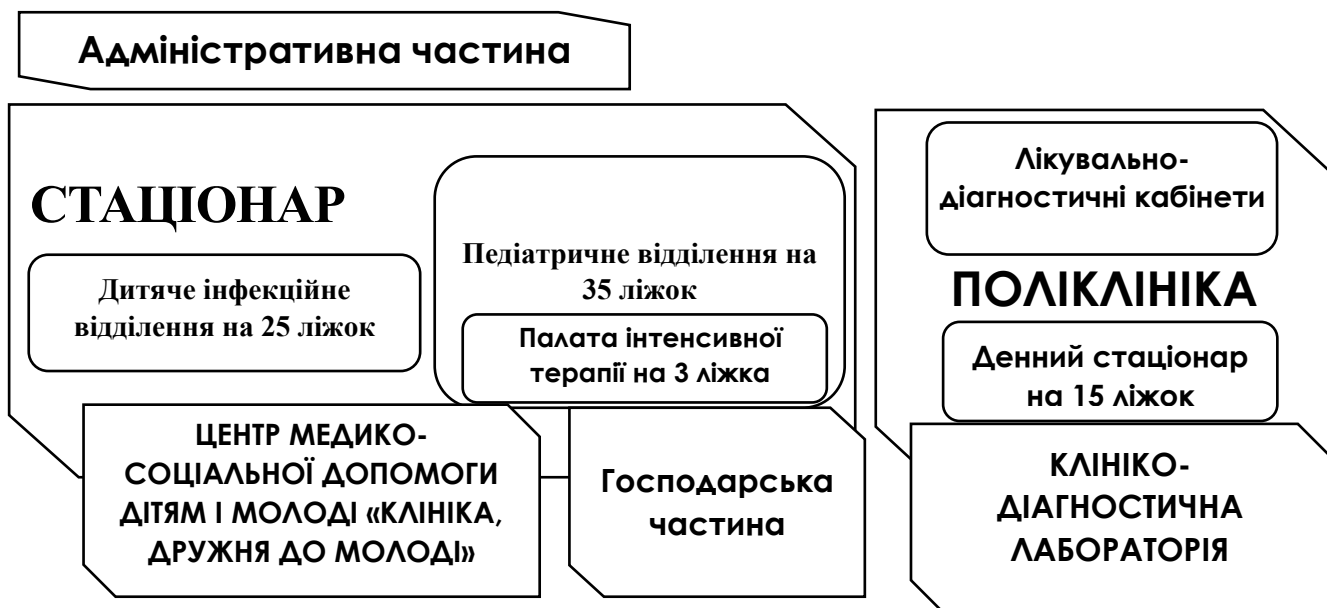 Адміністративна частина
СТАЦІОНАР
Дитяче інфекційне
відділення на 25 ліжок
Педіатричне відділення на
35 ліжок
Палата інтенсивної
терапії на 3 ліжка
Лікувально-
діагностичні кабінети
ПОЛІКЛІНІКА
Денний стаціонар
на 15 ліжок
ЦЕНТР МЕДИКО-
СОЦІАЛЬНОЇ ДОПОМОГИ
ДІТЯМ І МОЛОДІ «КЛІНІКА,
ДРУЖНЯ ДО МОЛОДІ»
Господарська
частина
КЛІНІКО-
ДІАГНОСТИЧНА
ЛАБОРАТОРІЯ